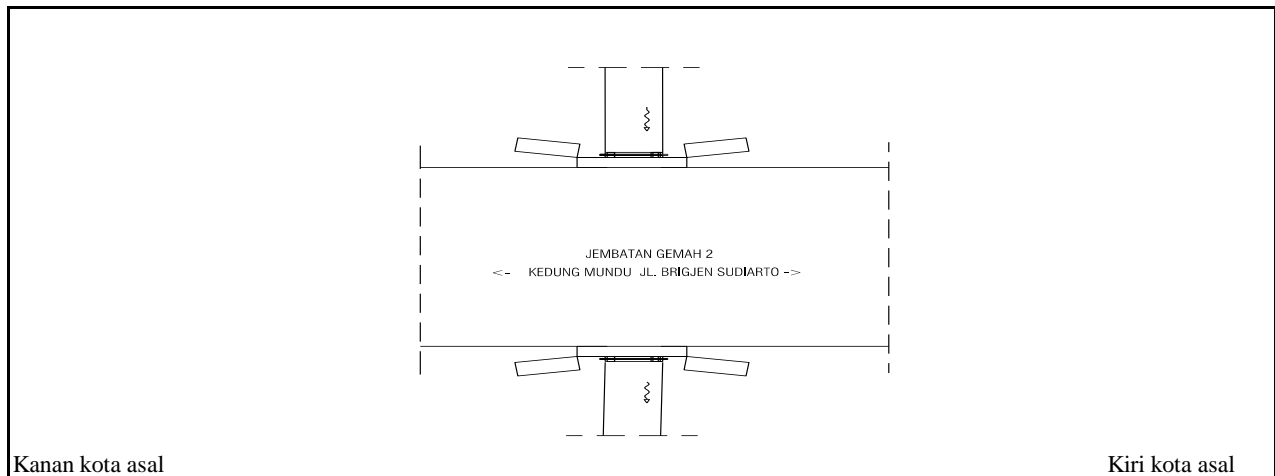 JEMBATAN GEMAH 2
<- KEDUNG MUNDU JL. BRIGJEN SUDIARTO ->
Kanan kota asal
Kiri kota asal